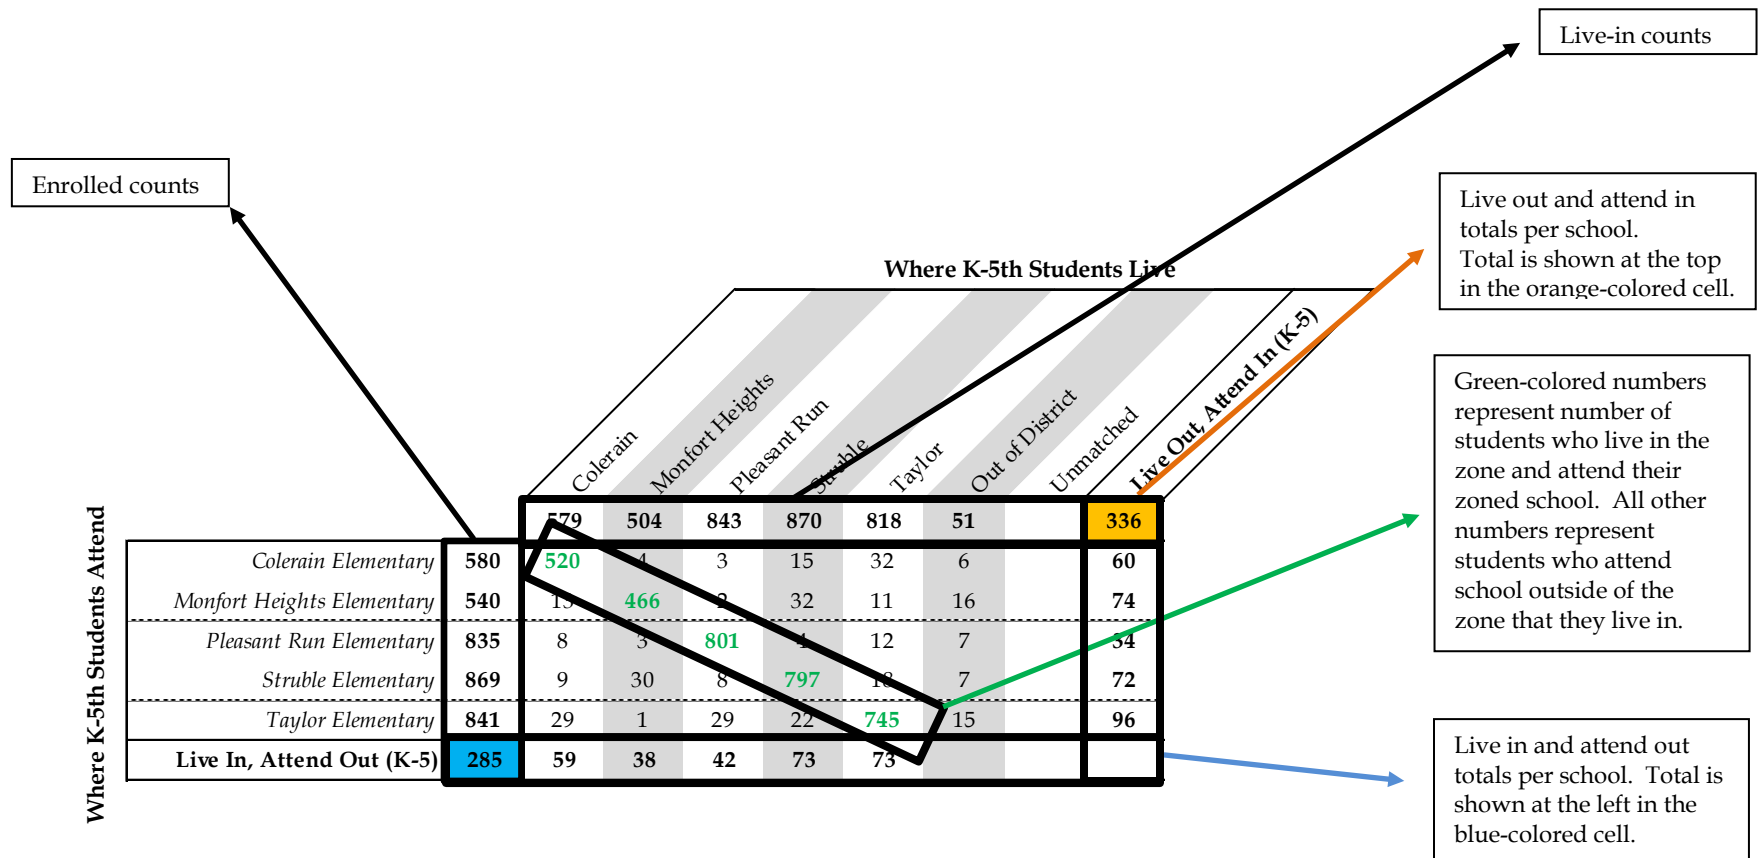 Live-in counts
Enrolled counts
Live out and attend in
totals per school.
Total is shown at the top
in the orange-colored cell.
Where K-5th Students Live
Colerain
Monfort Heights
Pleasant Run
Struble
Taylor
Out of District
Unmatched
Live Out, Attend In (K-5)
Green-colored numbers
represent number of
students who live in the
zone and attend their
zoned school. All other
numbers represent
students who attend
school outside of the
zone that they live in.
Where K-5th Students Attend
579 504 843 870 818 51 336
Colerain Elementary 580 520 4 3 15 32 6 60
Monfort Heights Elementary 540 13 466 2 32 11 16 74
Pleasant Run Elementary 835 8 3 801 4 12 7 34
Struble Elementary 869 9 30 8 797 18 7 72
Taylor Elementary 841 29 1 29 22 745 15 96
Live In, Attend Out (K-5) 285 59 38 42 73 73
Live in and attend out
totals per school. Total is
shown at the left in the
blue-colored cell.